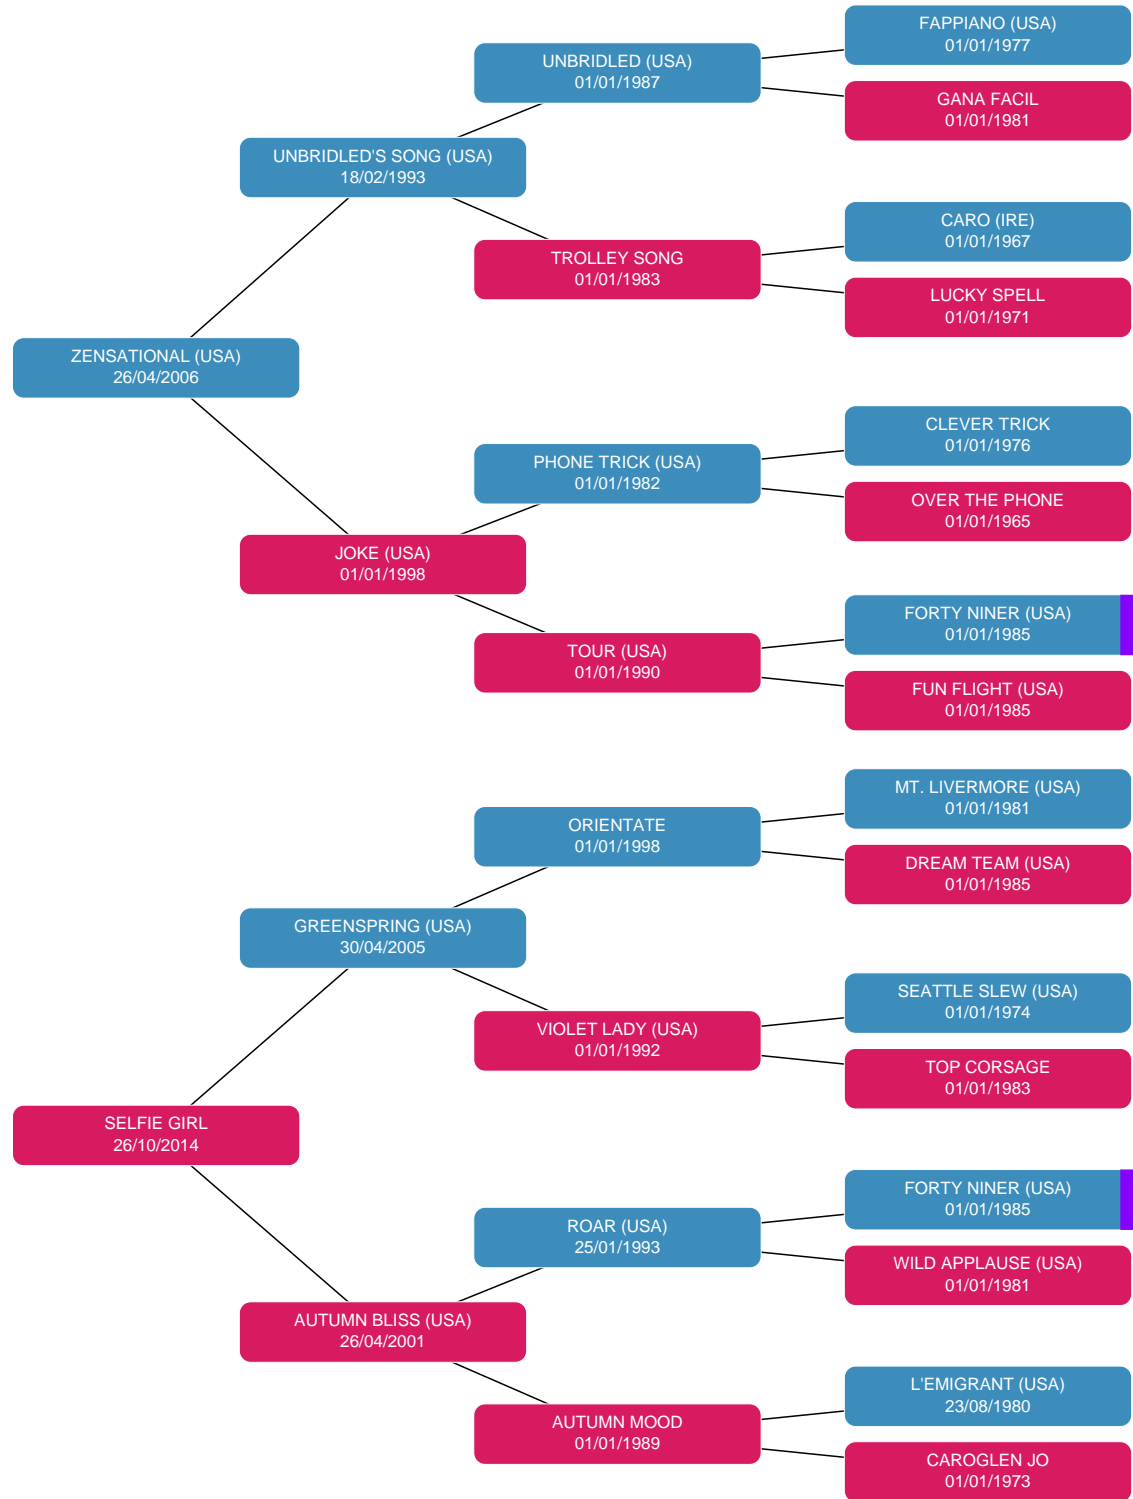 FAPPIANO (USA)
01/01/1977
UNBRIDLED (USA)
01/01/1987
GANA FACIL
01/01/1981
UNBRIDLED'S SONG (USA)
18/02/1993
CARO (IRE)
01/01/1967
TROLLEY SONG
01/01/1983
LUCKY SPELL
01/01/1971
ZENSATIONAL (USA)
26/04/2006
CLEVER TRICK
01/01/1976
PHONE TRICK (USA)
01/01/1982
OVER THE PHONE
01/01/1965
JOKE (USA)
01/01/1998
FORTY NINER (USA)
01/01/1985
TOUR (USA)
01/01/1990
FUN FLIGHT (USA)
01/01/1985
MT. LIVERMORE (USA)
01/01/1981
ORIENTATE
01/01/1998
DREAM TEAM (USA)
01/01/1985
GREENSPRING (USA)
30/04/2005
SEATTLE SLEW (USA)
01/01/1974
VIOLET LADY (USA)
01/01/1992
TOP CORSAGE
01/01/1983
SELFIE GIRL
26/10/2014
FORTY NINER (USA)
01/01/1985
ROAR (USA)
25/01/1993
WILD APPLAUSE (USA)
01/01/1981
AUTUMN BLISS (USA)
26/04/2001
L'EMIGRANT (USA)
23/08/1980
AUTUMN MOOD
01/01/1989
CAROGLEN JO
01/01/1973